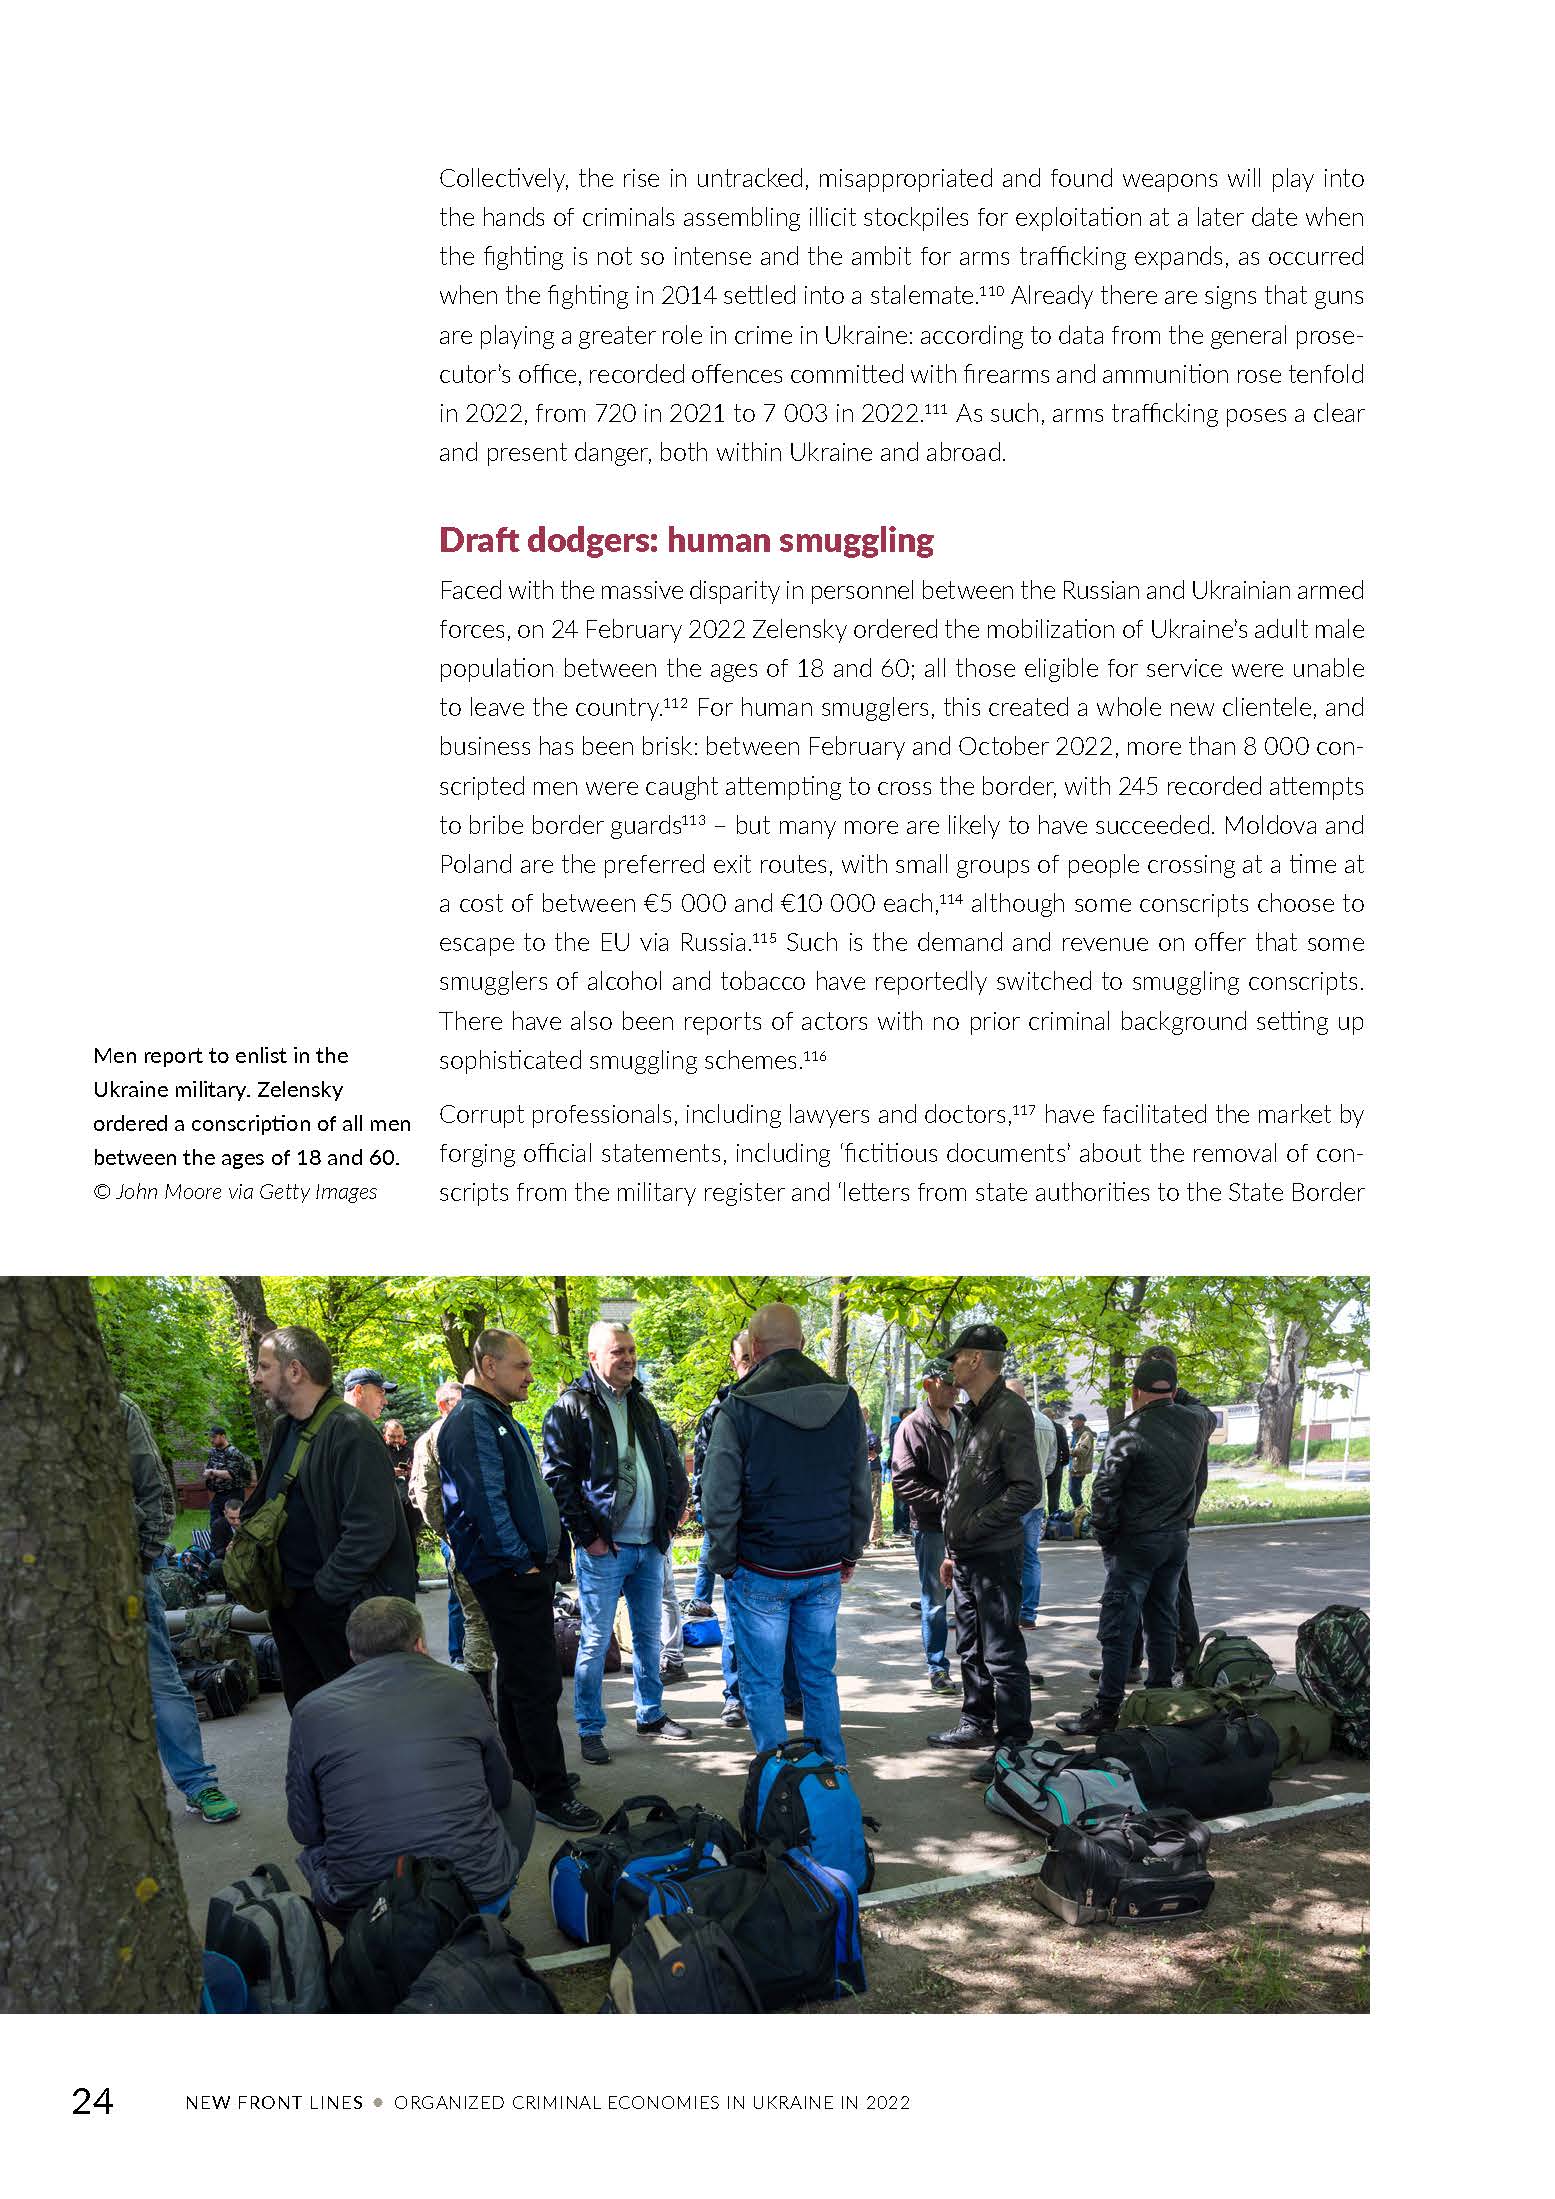 Collectively, the rise in untracked, misappropriated and found weapons will play into
the hands of criminals assembling illicit stockpiles for exploitation at a later date when
the fighting is not so intense and the ambit for arms trafficking expands, as occurred
when the fighting in 2014 settled into a stalemate.¹¹⁰ Already there are signs that guns
are playing a greater role in crime in Ukraine: according to data from the general prose-
cutor’s office, recorded offences committed with firearms and ammunition rose tenfold
in 2022, from 720 in 2021 to 7 003 in 2022.¹¹¹ As such, arms trafficking poses a clear
and present danger, both within Ukraine and abroad.
Draft dodgers: human smuggling
Faced with the massive disparity in personnel between the Russian and Ukrainian armed
forces, on 24 February 2022 Zelensky ordered the mobilization of Ukraine’s adult male
population between the ages of 18 and 60; all those eligible for service were unable
to leave the country.¹¹² For human smugglers, this created a whole new clientele, and
business has been brisk: between February and October 2022, more than 8 000 con-
scripted men were caught attempting to cross the border, with 245 recorded attempts
to bribe border guards¹¹³ – but many more are likely to have succeeded. Moldova and
Poland are the preferred exit routes, with small groups of people crossing at a time at
a cost of between €5 000 and €10 000 each,¹¹⁴ although some conscripts choose to
escape to the EU via Russia.¹¹⁵ Such is the demand and revenue on offer that some
smugglers of alcohol and tobacco have reportedly switched to smuggling conscripts.
There have also been reports of actors with no prior criminal background setting up
sophisticated smuggling schemes.¹¹⁶
Corrupt professionals, including lawyers and doctors,¹¹⁷ have facilitated the market by
forging official statements, including ‘fictitious documents’ about the removal of con-
scripts from the military register and ‘letters from state authorities to the State Border
Men report to enlist in the
Ukraine military. Zelensky
ordered a conscription of all men
between the ages of 18 and 60.
© John Moore via Getty Images
24 NEW FRONT LINES • ORGANIZED CRIMINAL ECONOMIES IN UKRAINE IN 2022